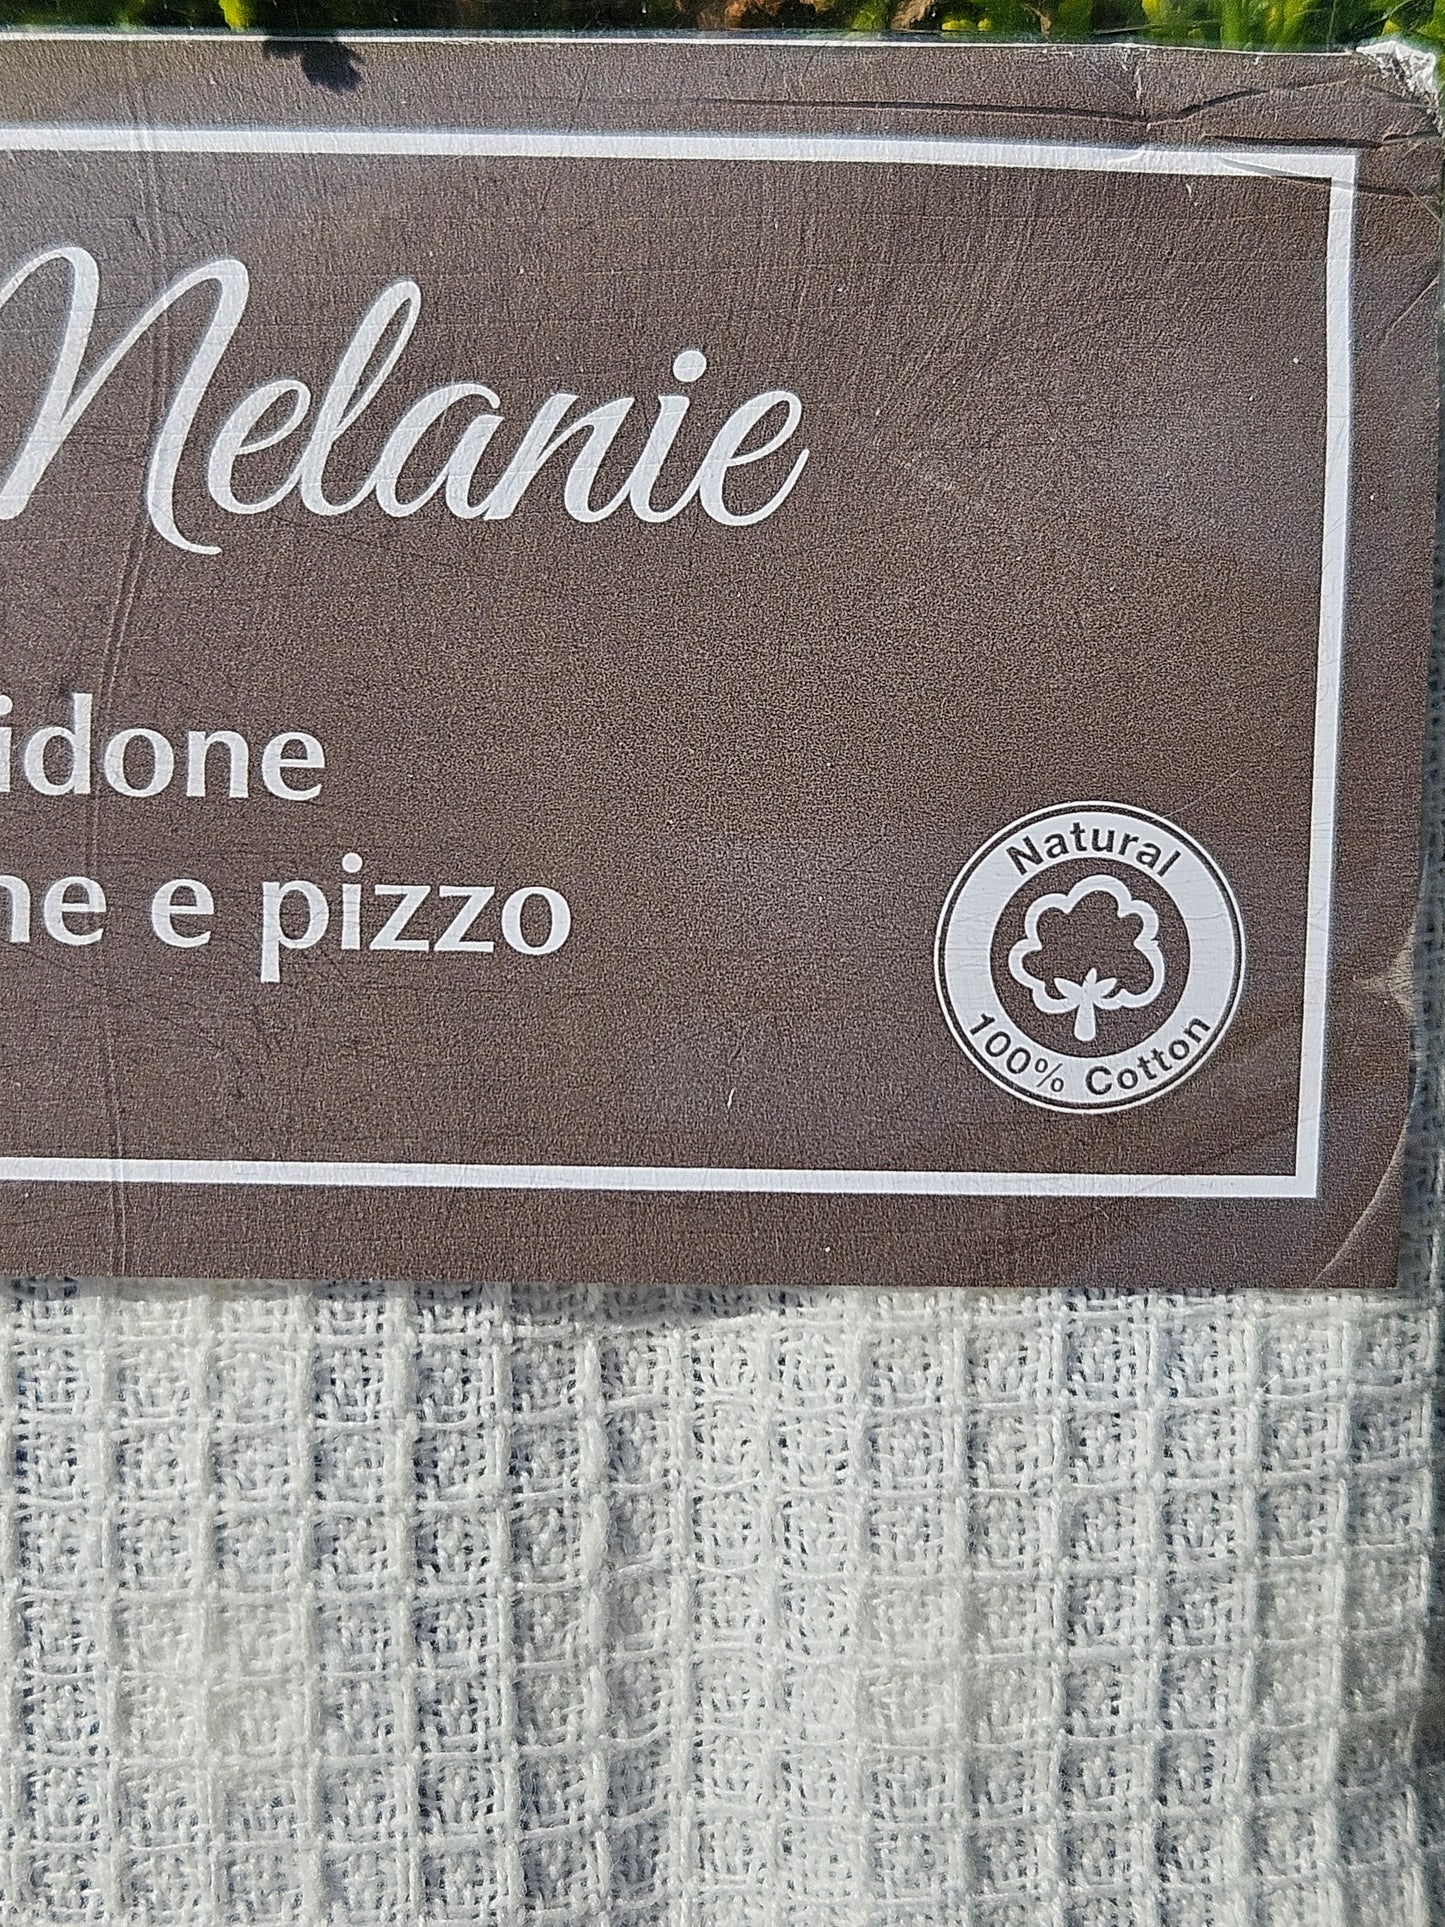 Melanie
idone
ne e pizzo
Natural
100% Cotton